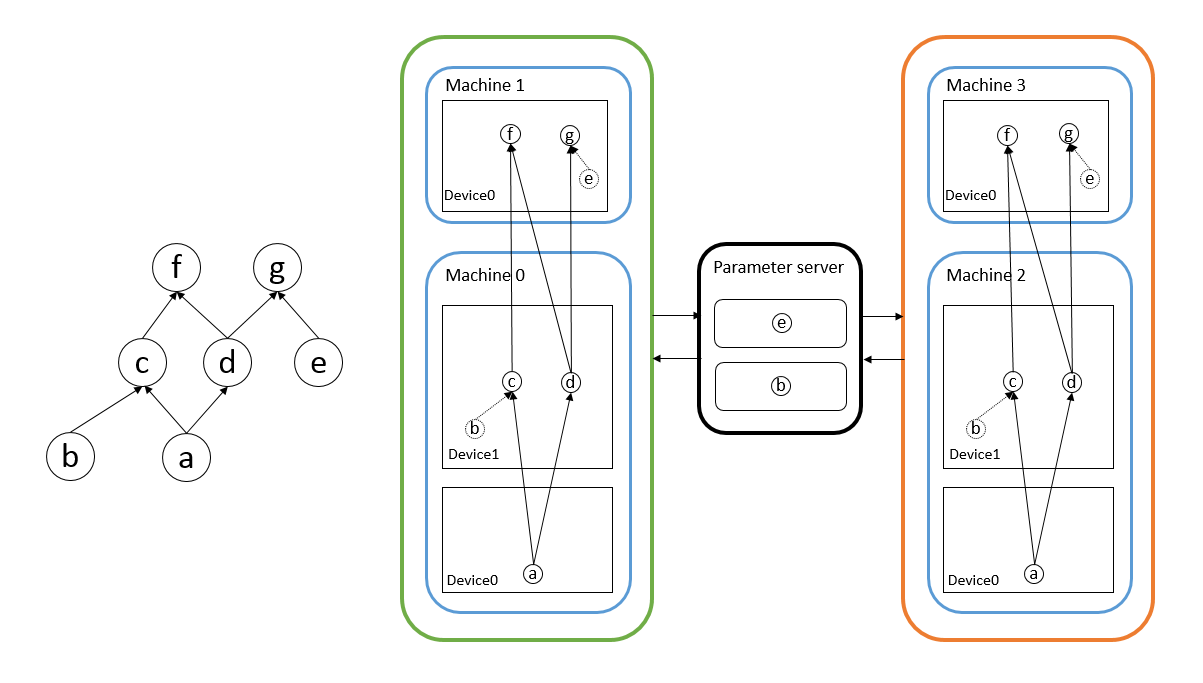 f
g
c
d
e
b
a
Machine 1
f
g
e
Device0
Machine 0
c
d
b
Device1
a
Device0
Parameter server
e
b
Machine 3
f
g
e
Device0
Machine 2
c
d
b
Device1
a
Device0